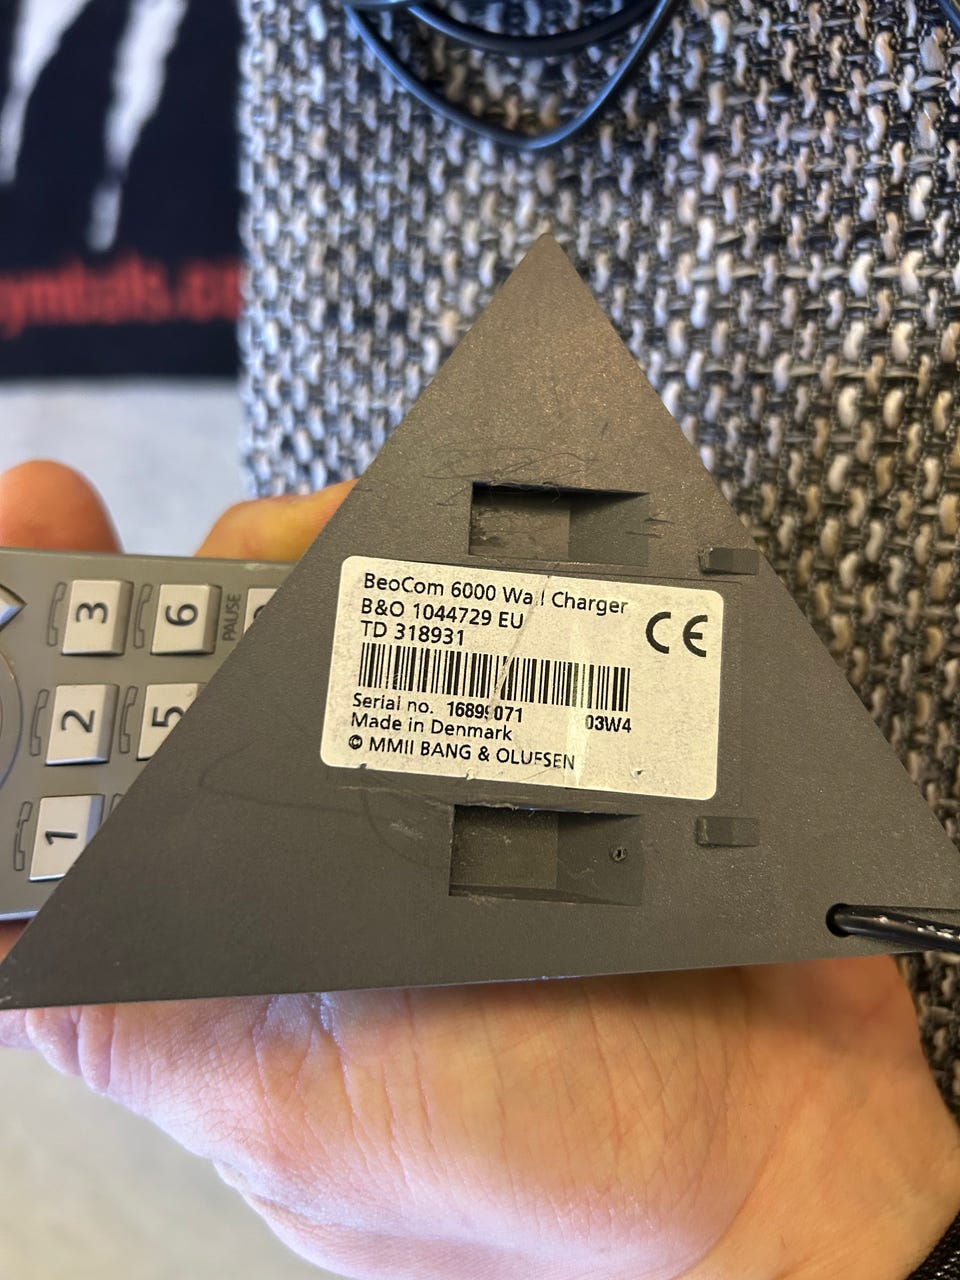 BeoCom 6000 Wall Charger
B&O 1044729 EU
TD 318931
CE
Serial no. 071 03W4
Made in Denmark
© MMII BANG & OLUFSEN
3
6
PAUSE
2
5
1